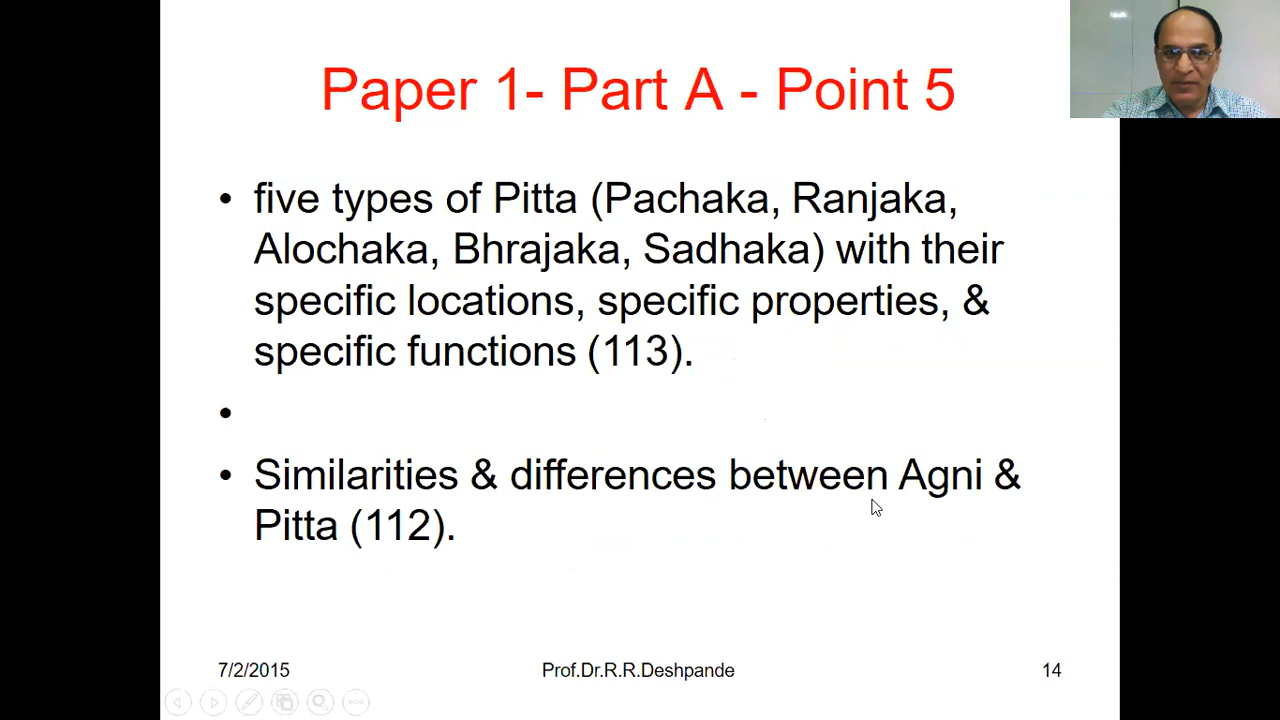 Paper 1- Part A - Point 5
• five types of Pitta (Pachaka, Ranjaka,
Alochaka, Bhrajaka, Sadhaka) with their
specific locations, specific properties, &
specific functions (113).
•
• Similarities & differences between Agni &
Pitta (112).
7/2/2015
Prof.Dr.R.R.Deshpande
14